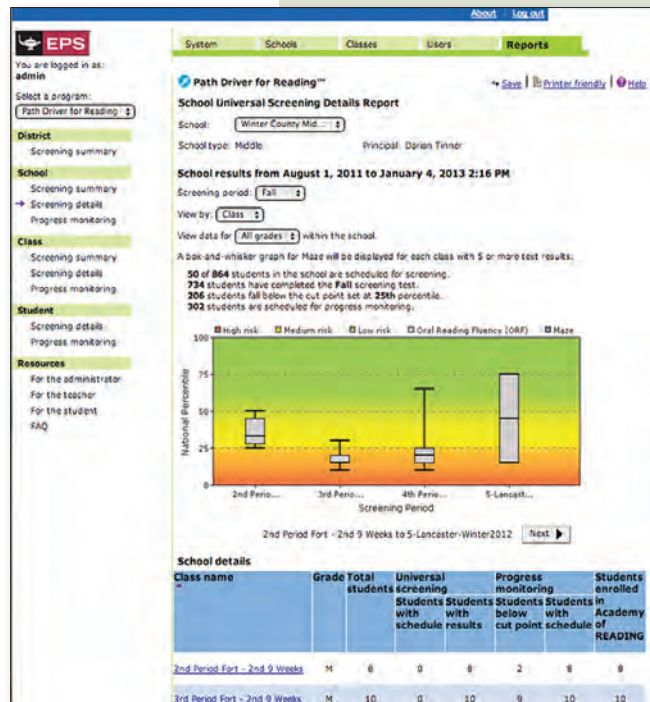 About Log out
EPS
You are logged in as:
admin
Select a program:
Path Driver for Reading
District
Screening summary
School
Screening summary
Screening details
Progress monitoring
Class
Screening summary
Screening details
Progress monitoring
Student
Screening details
Progress monitoring
Resources
For the administrator
For the teacher
For the student
FAQ
System Schools Classes Users Reports
Path Driver for Reading™ Save | Printer friendly | Help
School Universal Screening Details Report
School: Winter County Mid...
School type: Middle Principal: Darian Tinner
School results from August 1, 2011 to January 4, 2013 2:16 PM
Screening period: Fall
View by: Class
View data for All grades within the school.
A box-and-whisker graph for Maze will be displayed for each class with 5 or more test results.
50 of 864 students in the school are scheduled for screening.
734 students have completed the Fall screening test.
206 students fall below the cut point set at 25th percentile.
302 students are scheduled for progress monitoring.
High risk Medium risk Low risk Oral Reading Fluency (ORF) Maze
National Percentile
100
75
50
25
0
2nd Perio... 3rd Perio... 4th Perio... 5-Lancast...
Screening Period
2nd Period Fort - 2nd 9 Weeks to 5-Lancaster-Winter2012 Next
School details
Class name Grade Total students Universal screening Progress monitoring Students enrolled in Academy of READING
Students with schedule Students with results Students below cut point Students with schedule
2nd Period Fort - 2nd 9 Weeks M 8 0 8 2 8 8
3rd Period Fort - 2nd 9 Weeks M 10 0 10 9 10 10